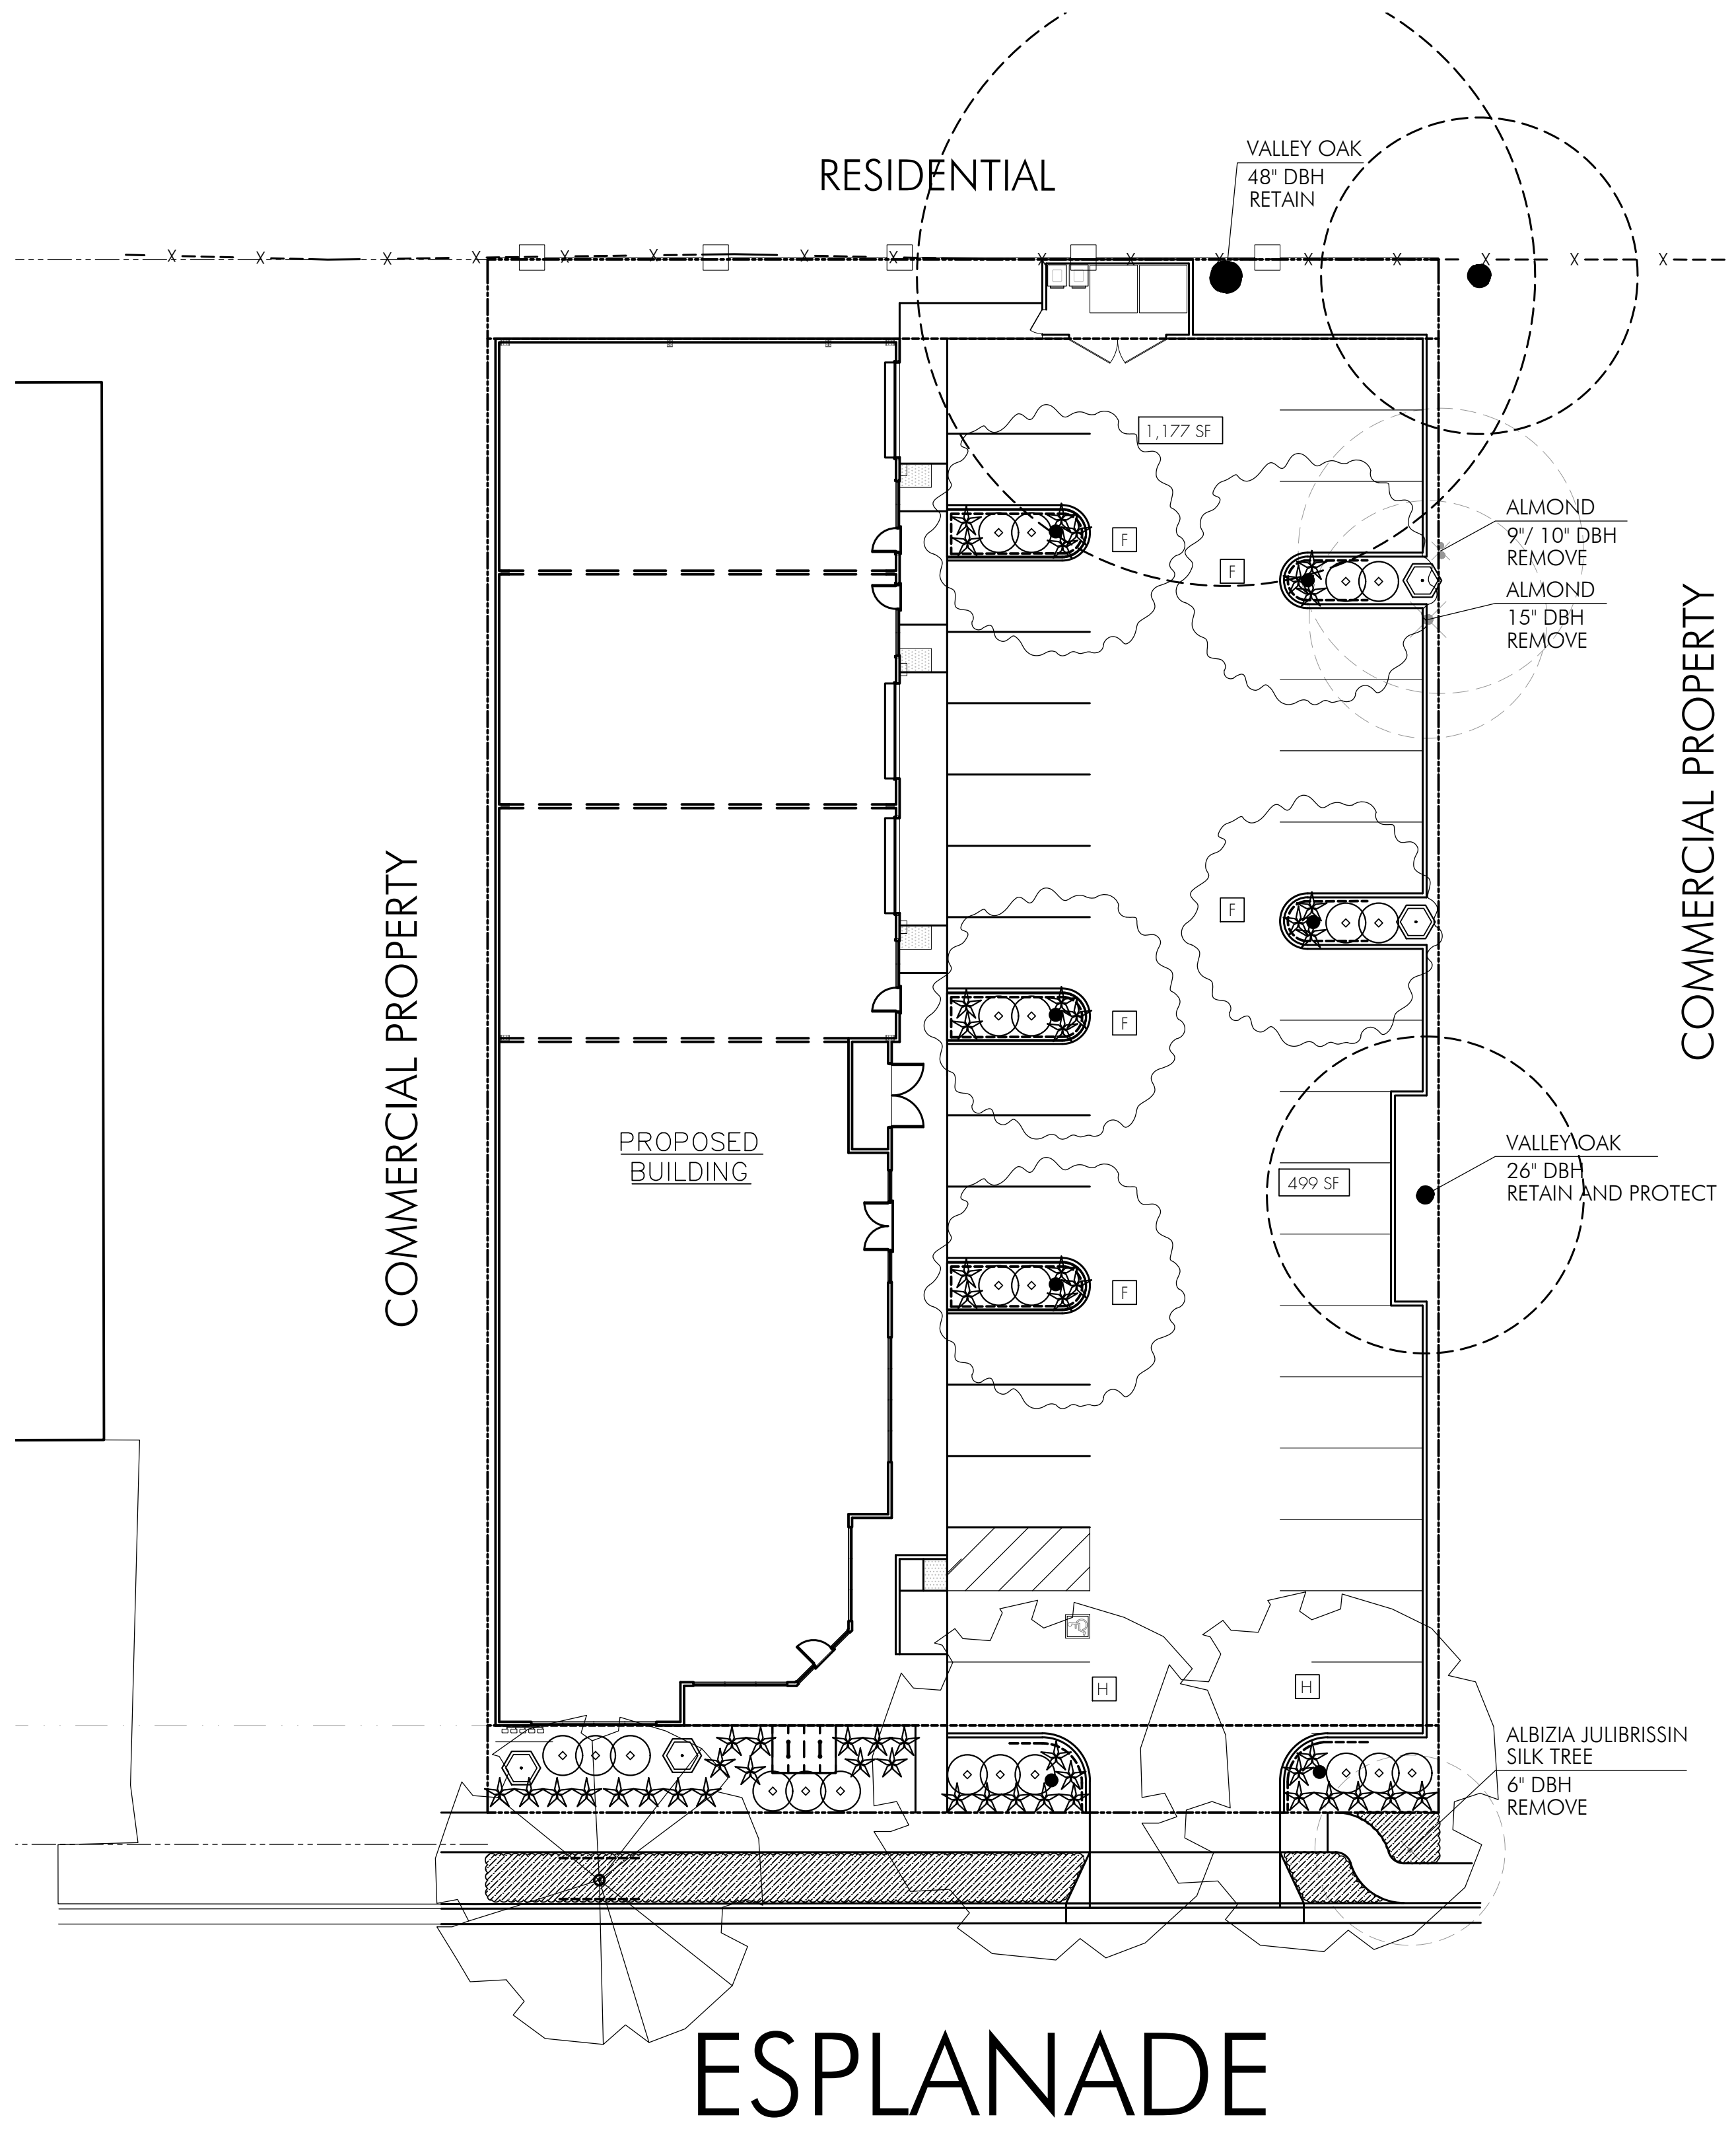 RESIDENTIAL
VALLEY OAK
48" DBH
RETAIN
1,177 SF
ALMOND
9"/ 10" DBH
REMOVE
F
F
ALMOND
15" DBH
REMOVE
COMMERCIAL PROPERTY
COMMERCIAL PROPERTY
F
F
PROPOSED
BUILDING
VALLEY OAK
26" DBH
RETAIN AND PROTECT
499 SF
F
H
H
ALBIZIA JULIBRISSIN
SILK TREE
6" DBH
REMOVE
ESPLANADE